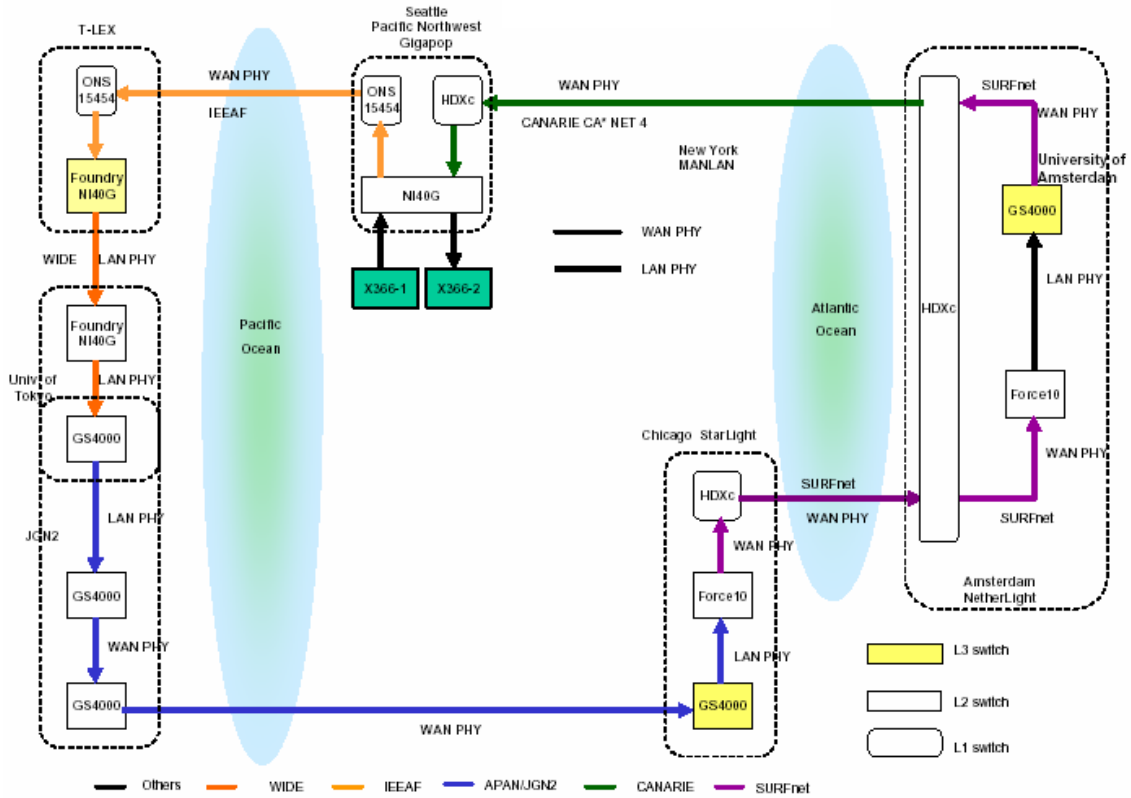 T-LEX
ONS
15454
Foundry
NI40G
WIDE
LAN PHY
Foundry
NI40G
Univ. of
Tokyo
LAN PHY
GS4000
LAN PHY
JGN2
GS4000
WAN PHY
GS4000
WAN PHY
IEEAF
Pacific
Ocean
Seattle
Pacific Northwest
Gigapop
ONS
15454
HDXc
NI40G
X366-1
X366-2
WAN PHY
CANARIE CA* NET 4
New York
MANLAN
WAN PHY
LAN PHY
Atlantic
Ocean
WAN PHY
Chicago StarLight
HDXc
WAN PHY
Force10
LAN PHY
GS4000
SURFnet
WAN PHY
HDXc
SURFnet
WAN PHY
University of
Amsterdam
GS4000
LAN PHY
Force10
WAN PHY
SURFnet
Amsterdam
NetherLight
L3 switch
L2 switch
L1 switch
Others
WIDE
IEEAF
APAN/JGN2
CANARIE
SURFnet